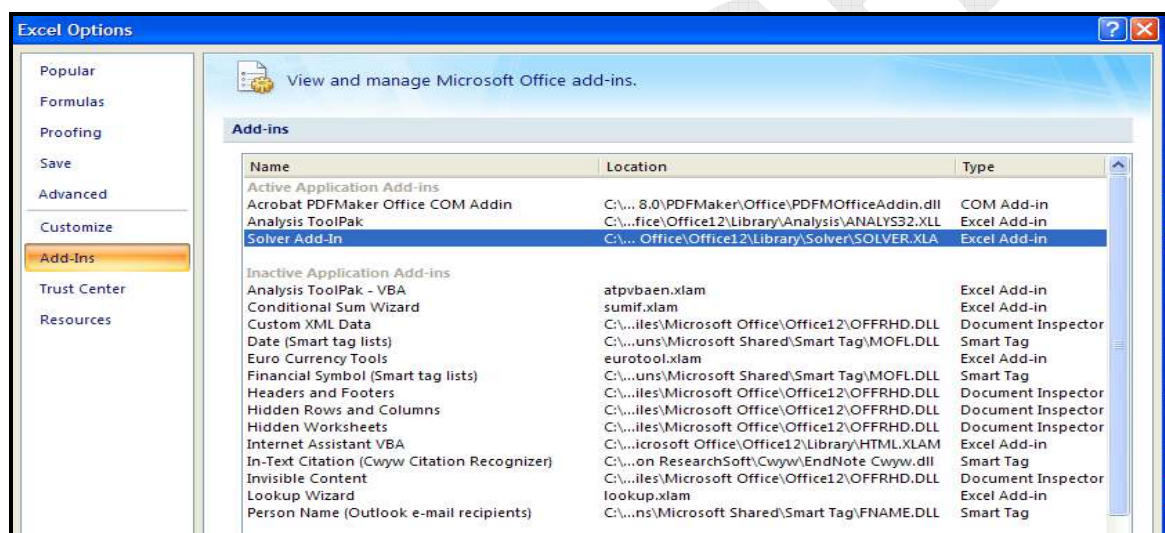 Excel Options
Popular
Formulas
Proofing
Save
Advanced
Customize
Add-Ins
Trust Center
Resources
View and manage Microsoft Office add-ins.
Add-ins
Name Location Type
Active Application Add-ins
Acrobat PDFMaker Office COM Addin C:\... 8.0\PDFMaker\Office\PDFMOfficeAddin.dll COM Add-in
Analysis ToolPak C:\...fice\Office12\Library\Analysis\ANALYS32.XLL Excel Add-in
Solver Add-In C:\... Office\Office12\Library\Solver\SOLVER.XLA Excel Add-in
Inactive Application Add-ins
Analysis ToolPak - VBA atpvbaen.xlam Excel Add-in
Conditional Sum Wizard sumif.xlam Excel Add-in
Custom XML Data C:\...iles\Microsoft Office\Office12\OFFRHD.DLL Document Inspector
Date (Smart tag lists) C:\...uns\Microsoft Shared\Smart Tag\MOFL.DLL Smart Tag
Euro Currency Tools eurotool.xlam Excel Add-in
Financial Symbol (Smart tag lists) C:\...uns\Microsoft Shared\Smart Tag\MOFL.DLL Smart Tag
Headers and Footers C:\...iles\Microsoft Office\Office12\OFFRHD.DLL Document Inspector
Hidden Rows and Columns C:\...iles\Microsoft Office\Office12\OFFRHD.DLL Document Inspector
Hidden Worksheets C:\...iles\Microsoft Office\Office12\OFFRHD.DLL Document Inspector
Internet Assistant VBA C:\...icrosoft Office\Office12\Library\HTML.XLAM Excel Add-in
In-Text Citation (Cwyw Citation Recognizer) C:\...on ResearchSoft\Cwyw\EndNote Cwyw.dll Smart Tag
Invisible Content C:\...iles\Microsoft Office\Office12\OFFRHD.DLL Document Inspector
Lookup Wizard lookup.xlam Excel Add-in
Person Name (Outlook e-mail recipients) C:\...ns\Microsoft Shared\Smart Tag\FNAME.DLL Smart Tag